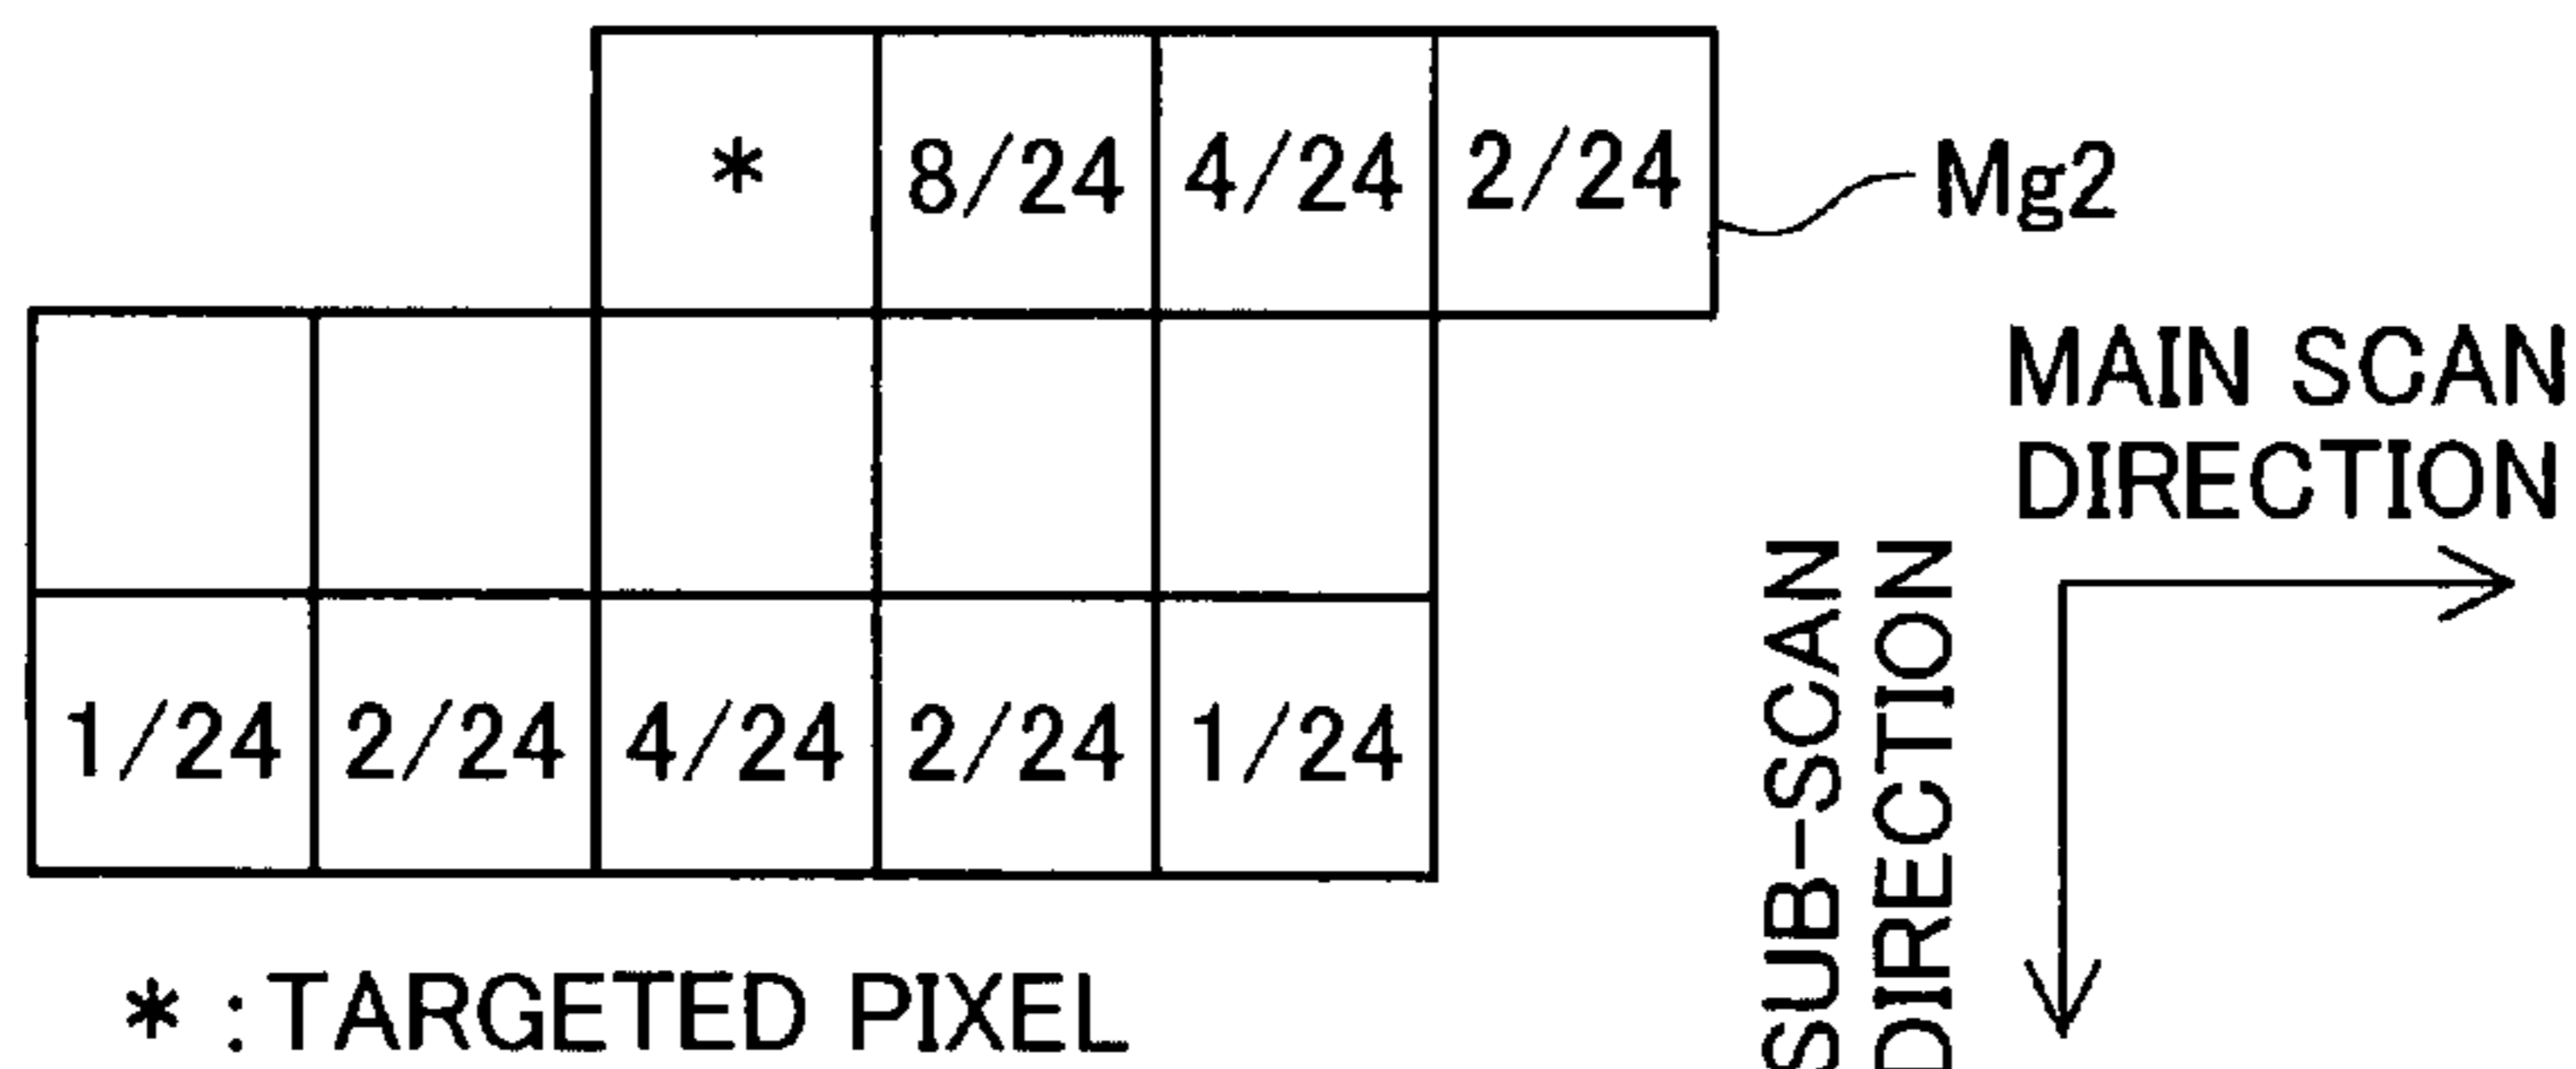 * 8/24 4/24 2/24 Mg2
MAIN SCAN
DIRECTION
1/24 2/24 4/24 2/24 1/24
SUB-SCAN
DIRECTION
* : TARGETED PIXEL